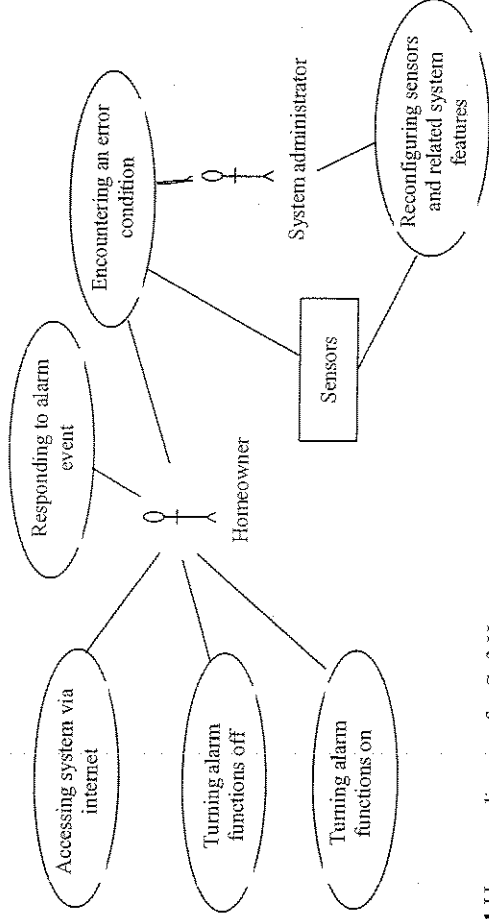 Responding to alarm
event
Encountering an error
condition
Accessing system via
internet
Homeowner
System administrator
Turning alarm
functions off
Sensors
Reconfiguring sensors
and related system
features
Turning alarm
functions on